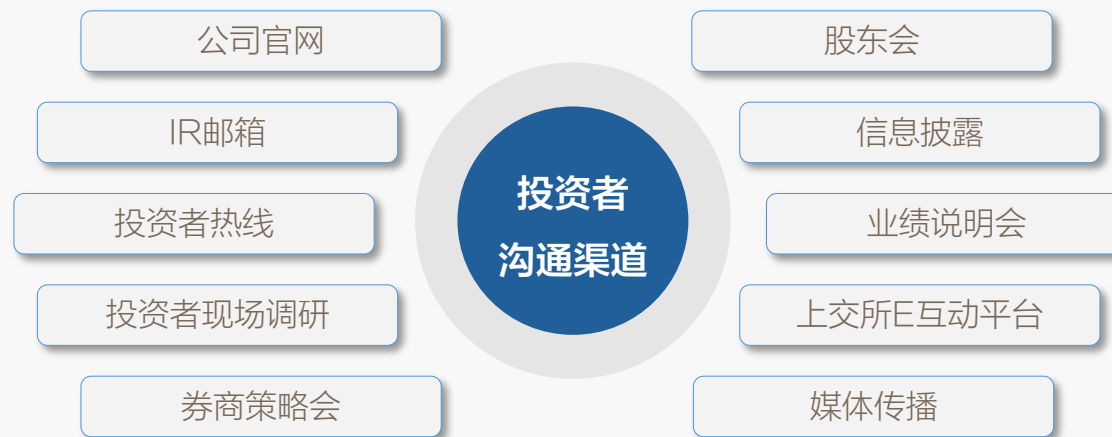 公司官网
IR邮箱
投资者热线
投资者现场调研
券商策略会
投资者
沟通渠道
股东会
信息披露
业绩说明会
上交所E互动平台
媒体传播